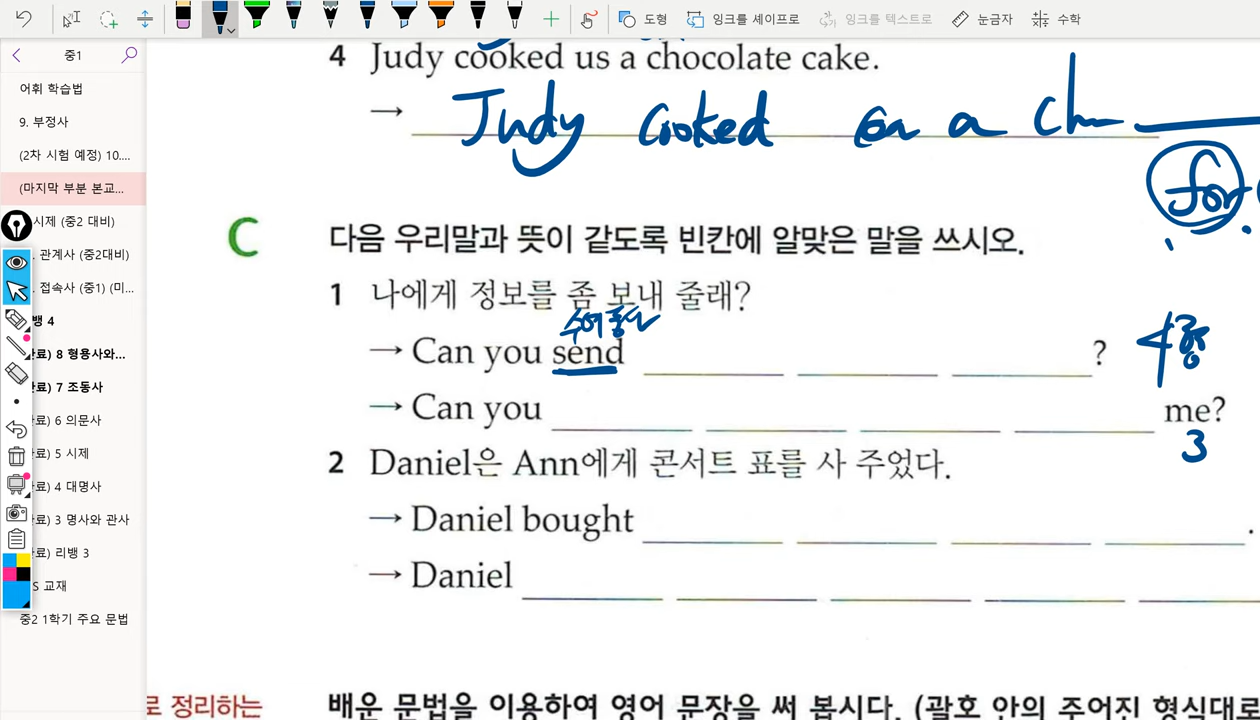 도형 잉크를 셰이프로 잉크를 텍스트로 눈금자 수학
중1
어휘 학습법
9. 부정사
(2차 시험 예정) 10....
(마지막 부분 본교...
시제 (중2 대비)
. 관계사 (중2대비)
. 접속사 (중1) (미...
뱅 4
료) 8 형용사와...
료) 7 조동사
료) 6 의문사
료) 5 시제
료) 4 대명사
료) 3 명사와 관사
료) 리뱅 3
S 교재
중2 1학기 주요 문법
4 Judy cooked us a chocolate cake.
→ Judy cooked a ch
for
C 다음 우리말과 뜻이 같도록 빈칸에 알맞은 말을 쓰시오.
1 나에게 정보를 좀 보내 줄래?
수여동사
→ Can you send ? 4형
→ Can you me?
3
2 Daniel은 Ann에게 콘서트 표를 사 주었다.
→ Daniel bought .
→ Daniel
로 정리하는
배운 문법을 이용하여 영어 문장을 써 봅시다. (괄호 안의 주어진 형식대로